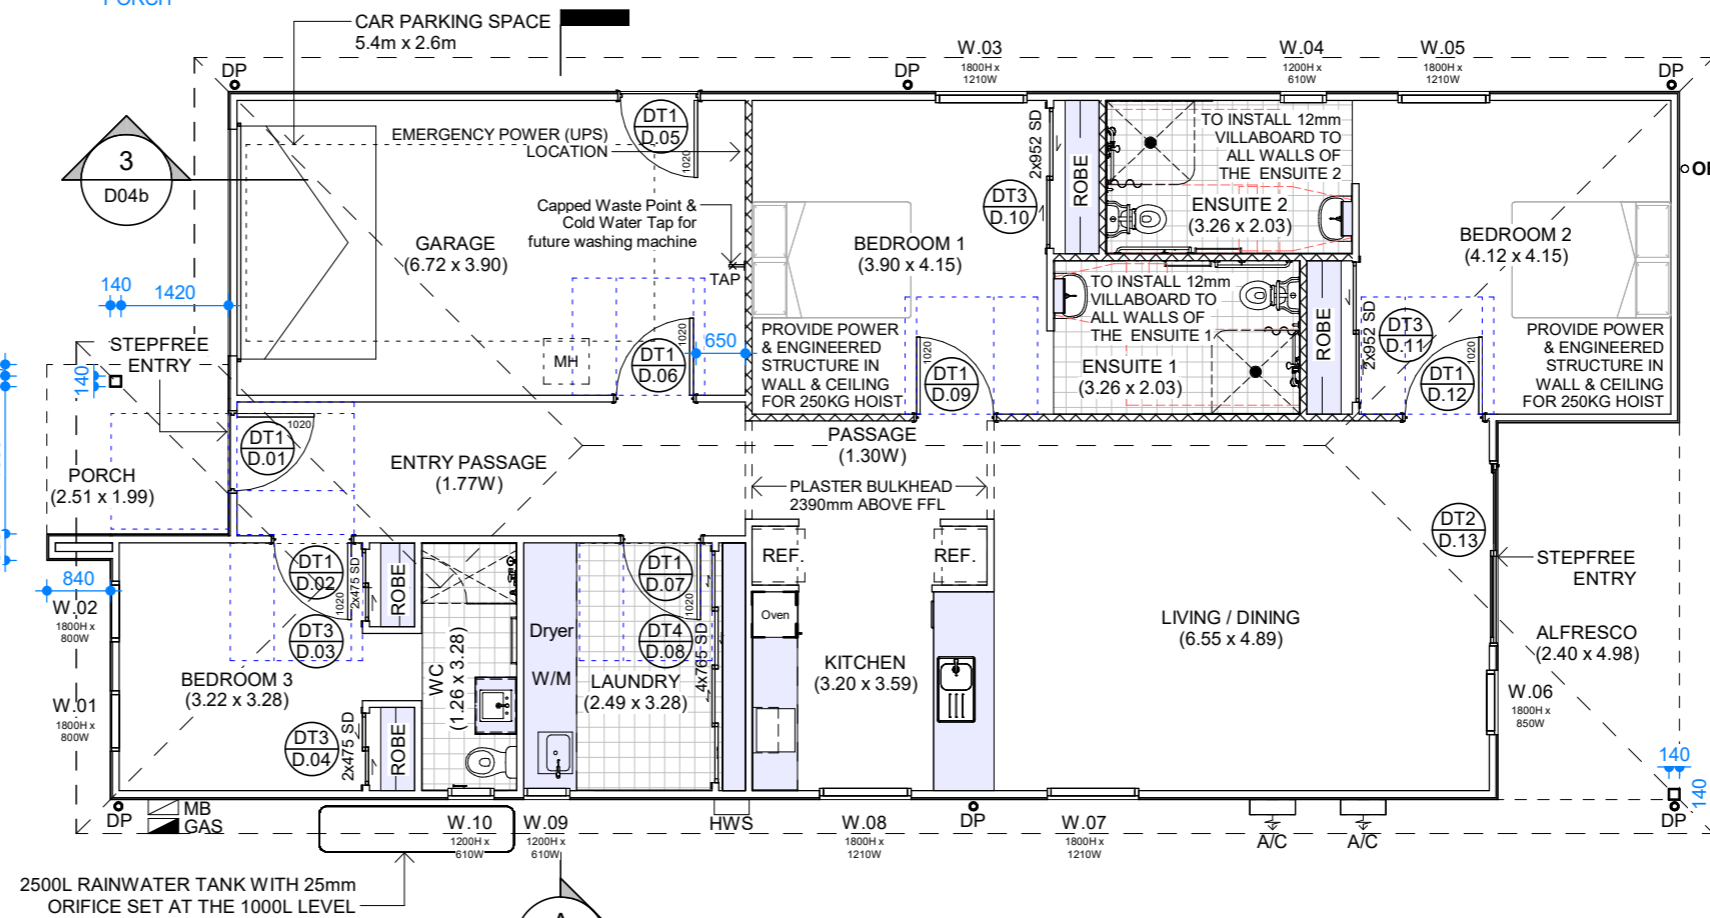 PORCH
CAR PARKING SPACE
5.4m x 2.6m
DP
W.03
1800H x
1210W
DP
W.04
1200H x
610W
W.05
1800H x
1210W
DP
3
D04b
EMERGENCY POWER (UPS)
LOCATION
DT1
D.05
1020
Capped Waste Point &
Cold Water Tap for
future washing machine
TAP
GARAGE
(6.72 x 3.90)
MH
DT1
D.06
1020
650
140
1420
STEPFREE
ENTRY
140
BEDROOM 1
(3.90 x 4.15)
DT3
D.10
2x952 SD
ROBE
TO INSTALL 12mm
VILLABOARD TO
ALL WALLS OF
THE ENSUITE 2
ENSUITE 2
(3.26 x 2.03)
BEDROOM 2
(4.12 x 4.15)
TO INSTALL 12mm
VILLABOARD TO
ALL WALLS OF
THE ENSUITE 1
ENSUITE 1
(3.26 x 2.03)
ROBE
2x952 SD
DT3
D.11
PROVIDE POWER
& ENGINEERED
STRUCTURE IN
WALL & CEILING
FOR 250KG HOIST
DT1
D.09
1020
DT1
D.12
1020
PROVIDE POWER
& ENGINEERED
STRUCTURE IN
WALL & CEILING
FOR 250KG HOIST
DT1
D.01
1020
PORCH
(2.51 x 1.99)
ENTRY PASSAGE
(1.77W)
PASSAGE
(1.30W)
PLASTER BULKHEAD
2390mm ABOVE FFL
DT2
D.13
STEPFREE
ENTRY
840
W.02
1800H x
800W
W.01
1800H x
800W
DT1
D.02
1020
DT3
D.03
2x475 SD
ROBE
BEDROOM 3
(3.22 x 3.28)
DT3
D.04
2x475 SD
ROBE
WC
(1.26 x 3.28)
Dryer
W/M
DT1
D.07
1020
DT4
D.08
4x765 SD
LAUNDRY
(2.49 x 3.28)
REF.
REF.
Oven
KITCHEN
(3.20 x 3.59)
LIVING / DINING
(6.55 x 4.89)
ALFRESCO
(2.40 x 4.98)
W.06
1800H x
850W
140
140
DP
MB
GAS
W.10
1200H x
610W
W.09
1200H x
610W
HWS
W.08
1800H x
1210W
DP
W.07
1800H x
1210W
A/C
A/C
DP
2500L RAINWATER TANK WITH 25mm
ORIFICE SET AT THE 1000L LEVEL